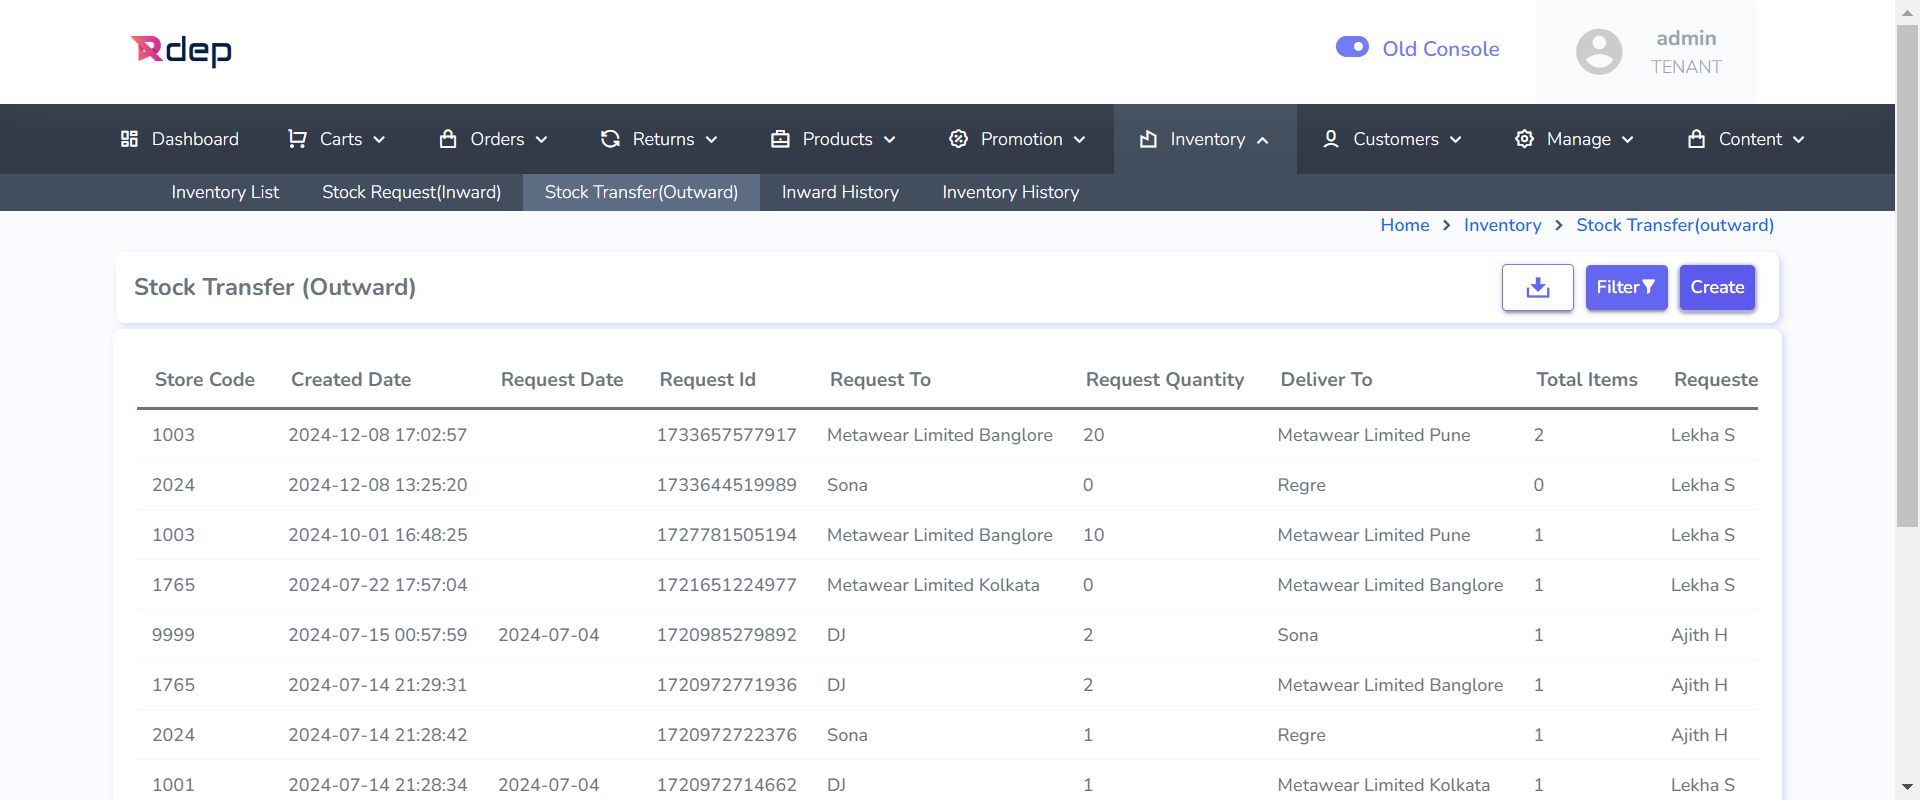 Rdep
Old Console
admin
TENANT
Dashboard Carts Orders Returns Products Promotion Inventory Customers Manage Content
Inventory List Stock Request(Inward) Stock Transfer(Outward) Inward History Inventory History
Home > Inventory > Stock Transfer(outward)
Stock Transfer (Outward) Filter Create
Store Code Created Date Request Date Request Id Request To Request Quantity Deliver To Total Items Requeste
1003 2024-12-08 17:02:57 1733657577917 Metawear Limited Banglore 20 Metawear Limited Pune 2 Lekha S
2024 2024-12-08 13:25:20 1733644519989 Sona 0 Regre 0 Lekha S
1003 2024-10-01 16:48:25 1727781505194 Metawear Limited Banglore 10 Metawear Limited Pune 1 Lekha S
1765 2024-07-22 17:57:04 1721651224977 Metawear Limited Kolkata 0 Metawear Limited Banglore 1 Lekha S
9999 2024-07-15 00:57:59 2024-07-04 1720985279892 DJ 2 Sona 1 Ajith H
1765 2024-07-14 21:29:31 1720972771936 DJ 2 Metawear Limited Banglore 1 Ajith H
2024 2024-07-14 21:28:42 1720972722376 Sona 1 Regre 1 Ajith H
1001 2024-07-14 21:28:34 2024-07-04 1720972714662 DJ 1 Metawear Limited Kolkata 1 Lekha S